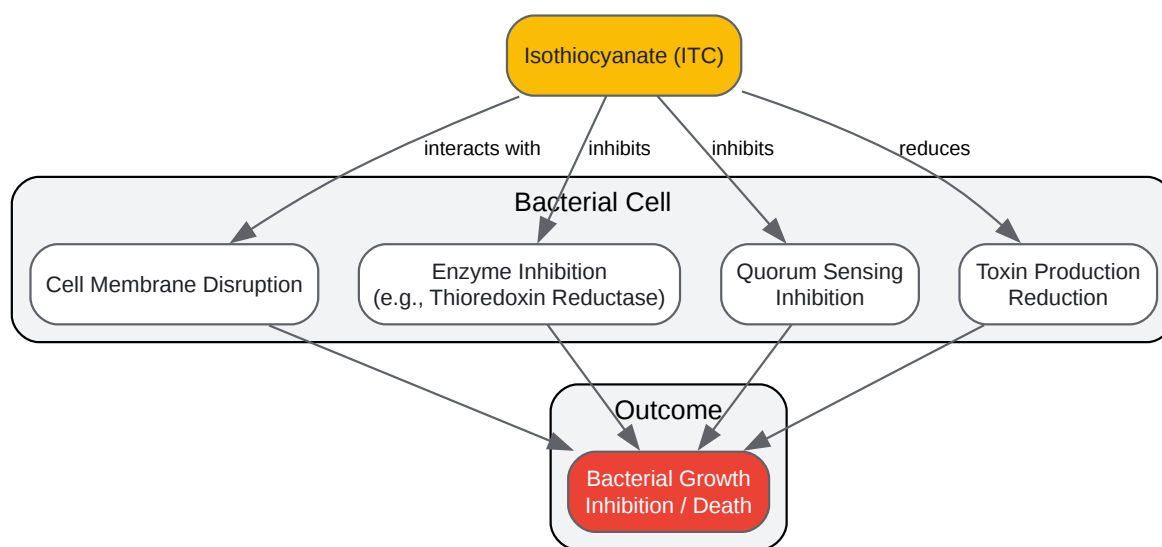 Isothiocyanate (ITC)
interacts with
inhibits
inhibits
reduces
Bacterial Cell
Cell Membrane Disruption
Enzyme Inhibition
(e.g., Thioredoxin Reductase)
Quorum Sensing
Inhibition
Toxin Production
Reduction
Outcome
Bacterial Growth
Inhibition / Death